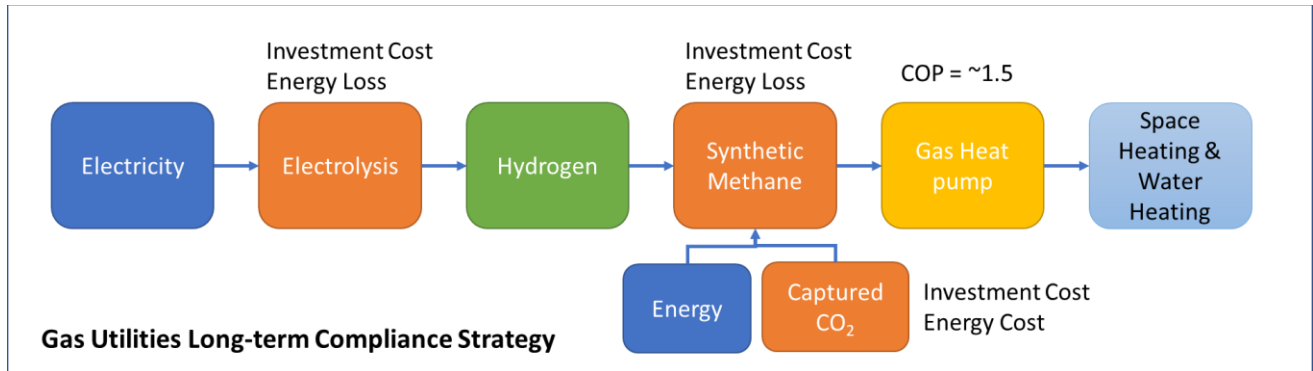 Investment Cost
Energy Loss
Investment Cost
Energy Loss
COP = ~1.5
Electricity
Electrolysis
Hydrogen
Synthetic
Methane
Gas Heat
pump
Space
Heating &
Water
Heating
Energy
Captured
CO₂
Investment Cost
Energy Cost
Gas Utilities Long-term Compliance Strategy